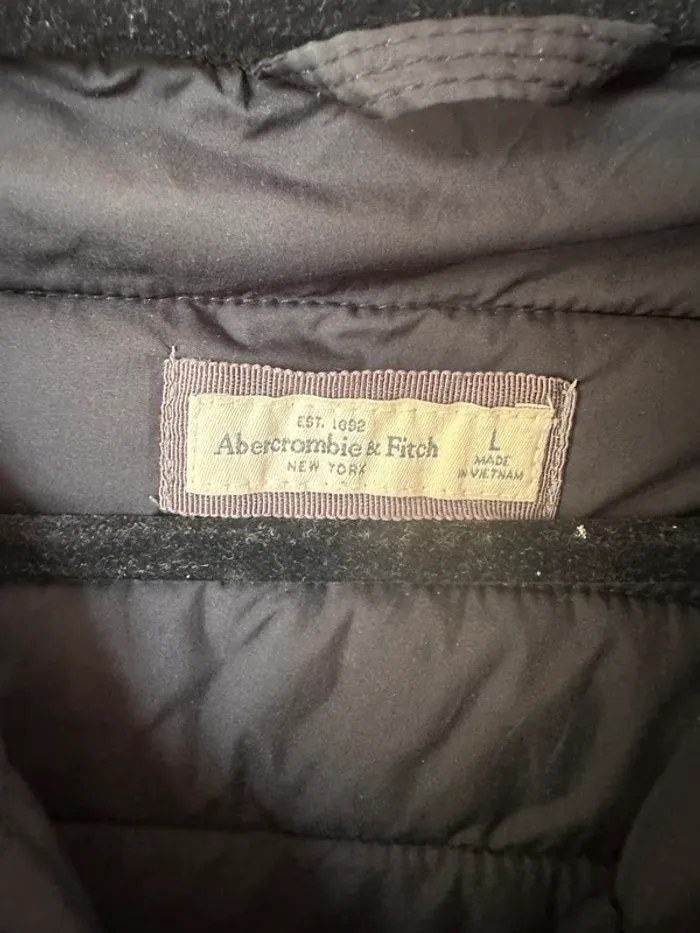 EST. 1892
Abercrombie & Fitch
NEW YORK
L
MADE
IN VIETNAM